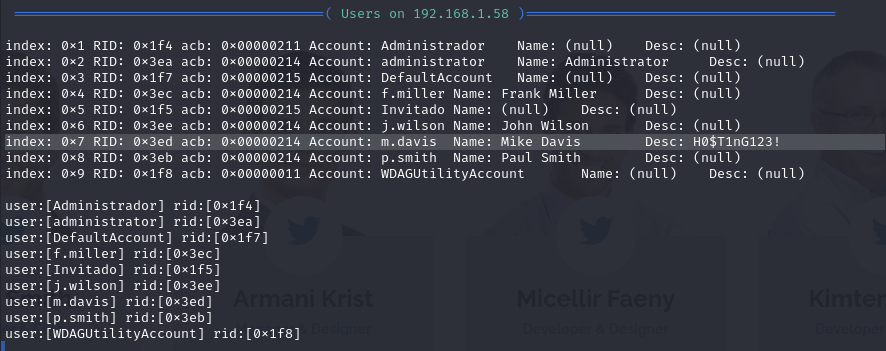 ( Users on 192.168.1.58 )
index: 0×1 RID: 0×1f4 acb: 0×00000211 Account: Administrador Name: (null) Desc: (null)
index: 0×2 RID: 0×3ea acb: 0×00000214 Account: administrator Name: Administrator Desc: (null)
index: 0×3 RID: 0×1f7 acb: 0×00000215 Account: DefaultAccount Name: (null) Desc: (null)
index: 0×4 RID: 0×3ec acb: 0×00000214 Account: f.miller Name: Frank Miller Desc: (null)
index: 0×5 RID: 0×1f5 acb: 0×00000215 Account: Invitado Name: (null) Desc: (null)
index: 0×6 RID: 0×3ee acb: 0×00000214 Account: j.wilson Name: John Wilson Desc: (null)
index: 0×7 RID: 0×3ed acb: 0×00000214 Account: m.davis Name: Mike Davis Desc: H0$T1nG123!
index: 0×8 RID: 0×3eb acb: 0×00000214 Account: p.smith Name: Paul Smith Desc: (null)
index: 0×9 RID: 0×1f8 acb: 0×00000011 Account: WDAGUtilityAccount Name: (null) Desc: (null)
user:[Administrador] rid:[0×1f4]
user:[administrator] rid:[0×3ea]
user:[DefaultAccount] rid:[0×1f7]
user:[f.miller] rid:[0×3ec]
user:[Invitado] rid:[0×1f5]
user:[j.wilson] rid:[0×3ee]
user:[m.davis] rid:[0×3ed]
user:[p.smith] rid:[0×3eb]
user:[WDAGUtilityAccount] rid:[0×1f8]
Armani Krist
Designer
Micellir Faeny
Developer & Designer